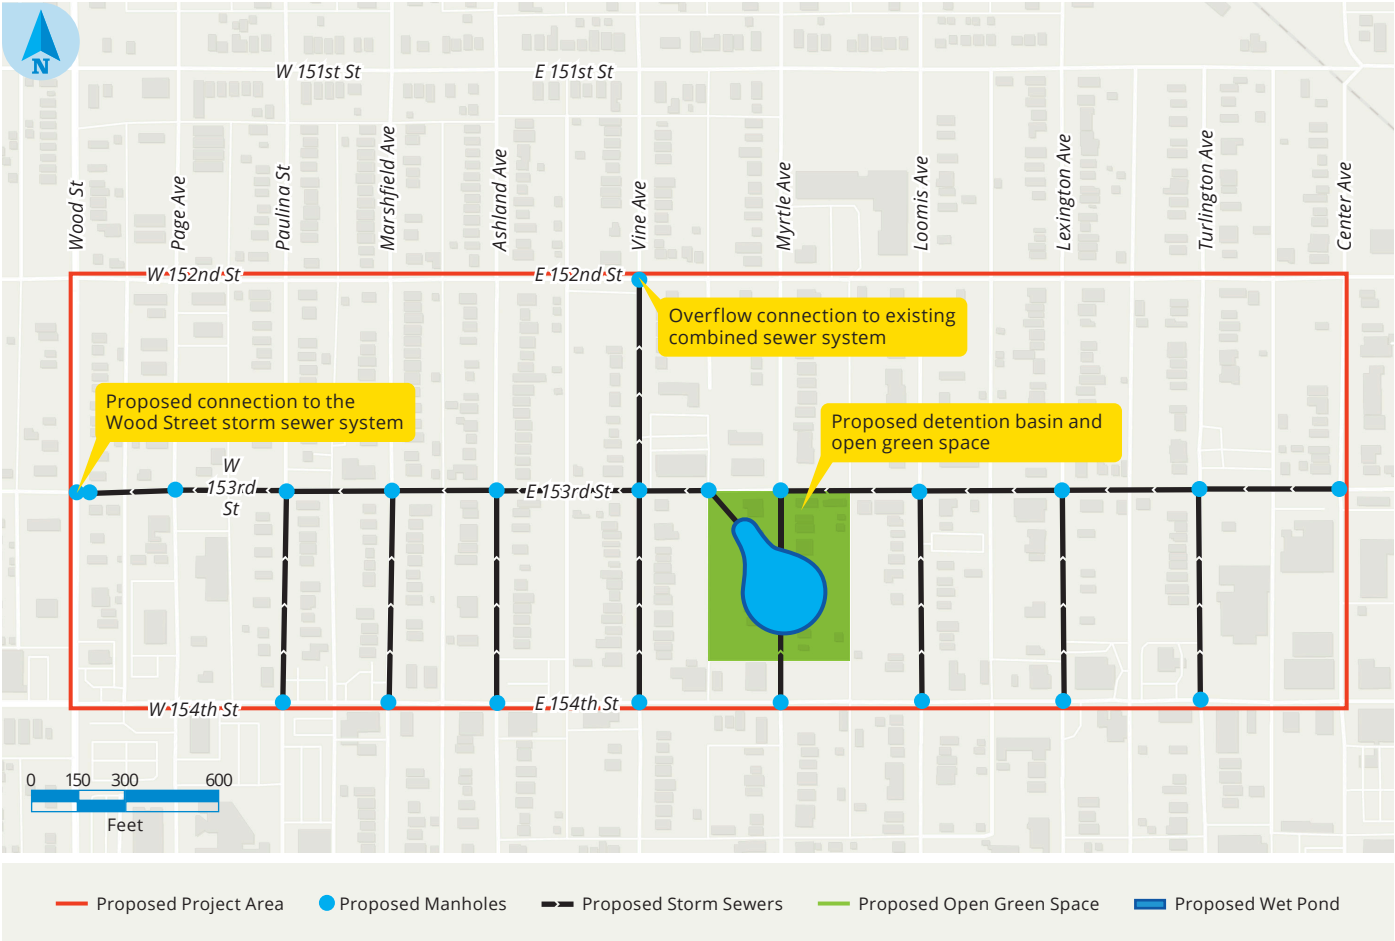 N
W 151st St
E 151st St
Wood St
Page Ave
Paulina St
Marshfield Ave
Ashland Ave
Vine Ave
Myrtle Ave
Loomis Ave
Lexington Ave
Turlington Ave
Center Ave
W 152nd St
E 152nd St
Overflow connection to existing
combined sewer system
Proposed connection to the
Wood Street storm sewer system
Proposed detention basin and
open green space
W
153rd
St
E 153rd St
W 154th St
E 154th St
0 150 300 600
Feet
Proposed Project Area
Proposed Manholes
Proposed Storm Sewers
Proposed Open Green Space
Proposed Wet Pond